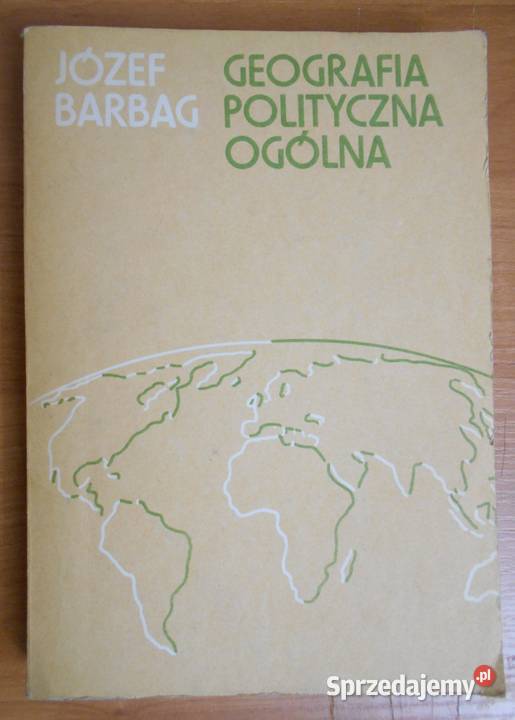 JÓZEF
BARBAG
GEOGRAFIA
POLITYCZNA
OGÓLNA
Sprzedajemy.pl